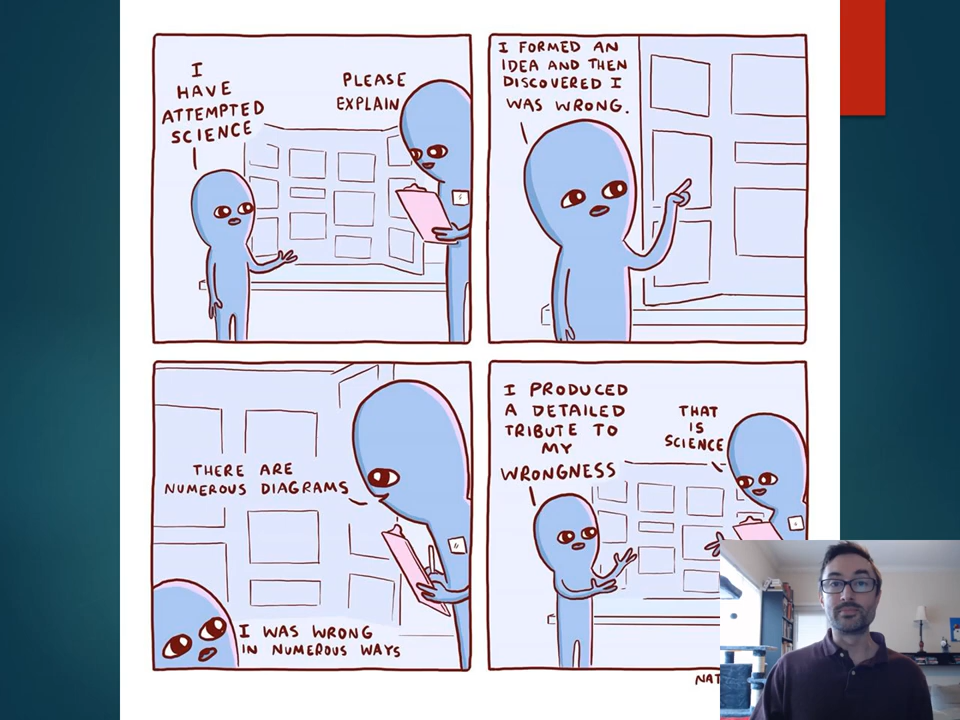 I
HAVE
ATTEMPTED
SCIENCE
PLEASE
EXPLAIN
I FORMED AN
IDEA AND THEN
DISCOVERED I
WAS WRONG.
THERE ARE
NUMEROUS DIAGRAMS
I WAS WRONG
IN NUMEROUS WAYS
I PRODUCED
A DETAILED
TRIBUTE TO
MY
WRONGNESS
THAT
IS
SCIENCE